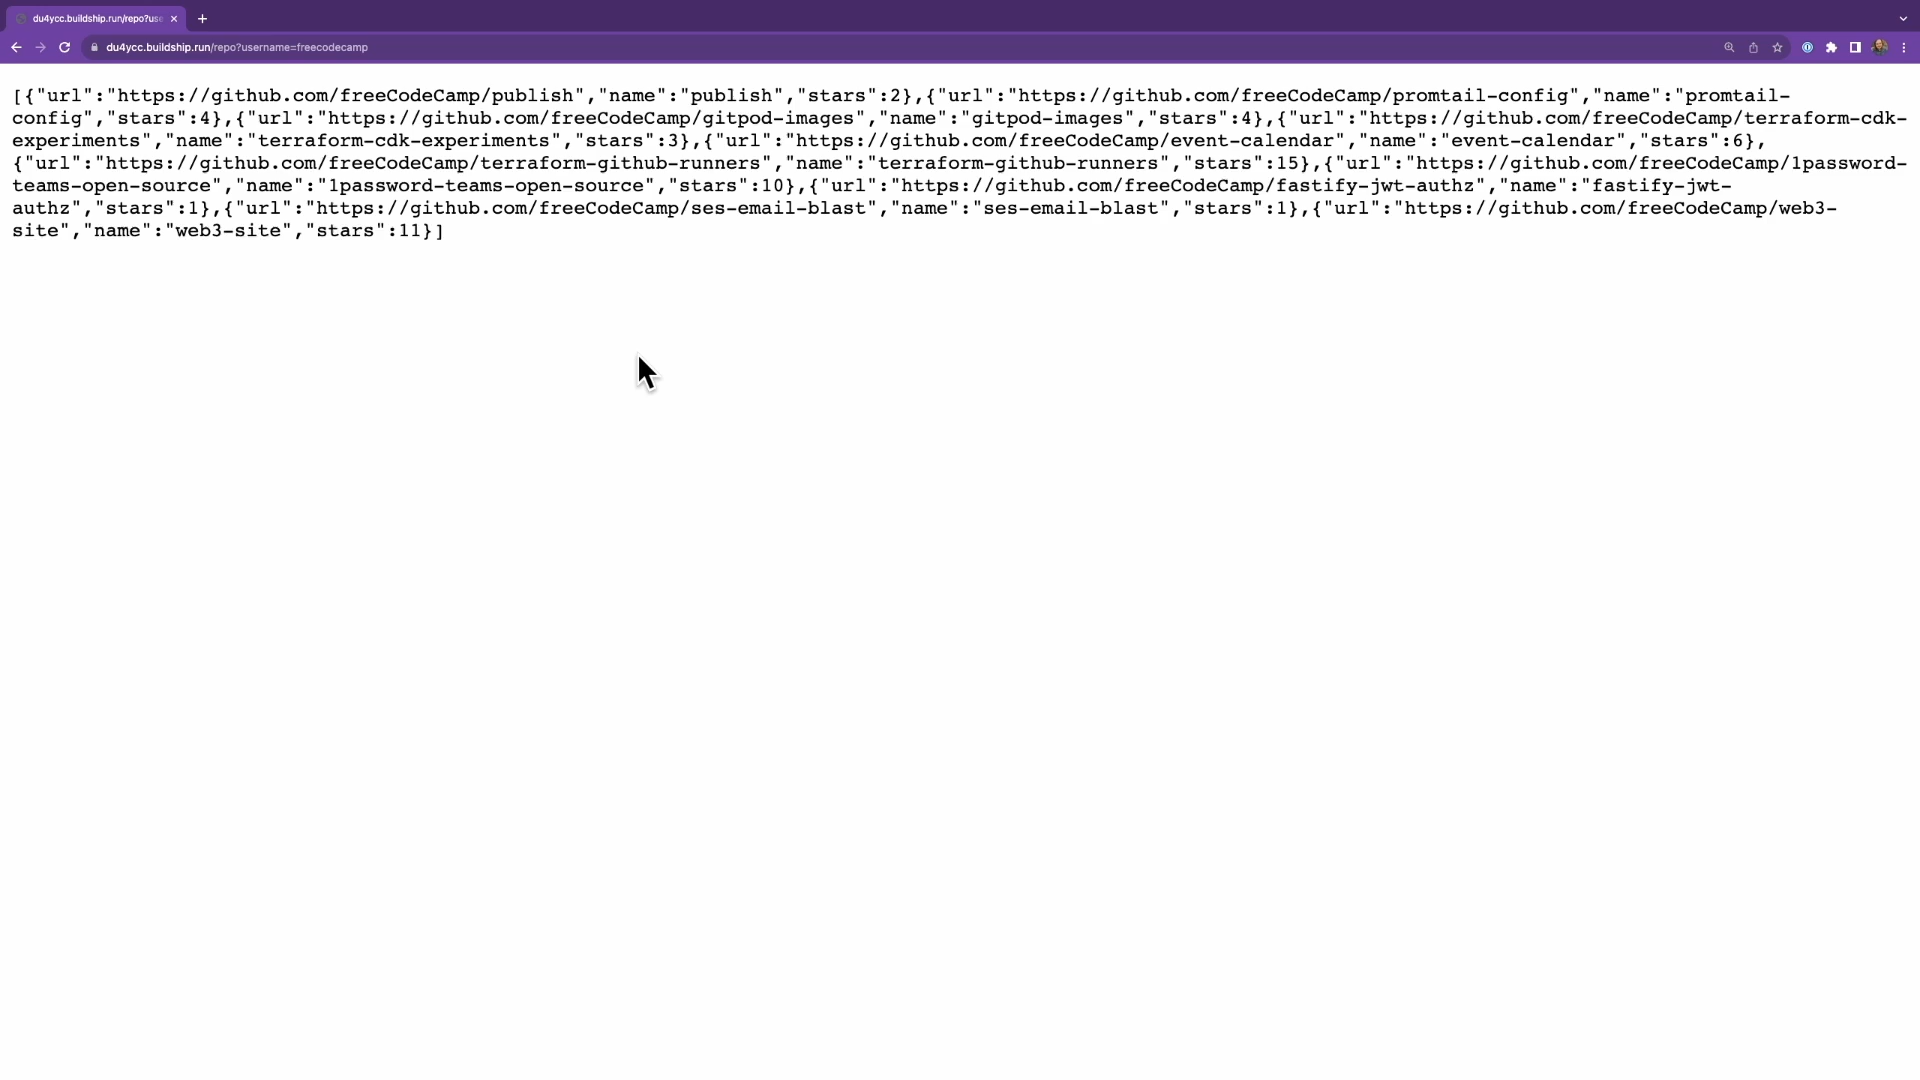 du4ycc.buildship.run/repo?use
du4ycc.buildship.run/repo?username=freecodecamp
[{"url":"https://github.com/freeCodeCamp/publish","name":"publish","stars":2},{"url":"https://github.com/freeCodeCamp/promtail-config","name":"promtail-
config","stars":4},{"url":"https://github.com/freeCodeCamp/gitpod-images","name":"gitpod-images","stars":4},{"url":"https://github.com/freeCodeCamp/terraform-cdk-
experiments","name":"terraform-cdk-experiments","stars":3},{"url":"https://github.com/freeCodeCamp/event-calendar","name":"event-calendar","stars":6},
{"url":"https://github.com/freeCodeCamp/terraform-github-runners","name":"terraform-github-runners","stars":15},{"url":"https://github.com/freeCodeCamp/1password-
teams-open-source","name":"1password-teams-open-source","stars":10},{"url":"https://github.com/freeCodeCamp/fastify-jwt-authz","name":"fastify-jwt-
authz","stars":1},{"url":"https://github.com/freeCodeCamp/ses-email-blast","name":"ses-email-blast","stars":1},{"url":"https://github.com/freeCodeCamp/web3-
site","name":"web3-site","stars":11}]